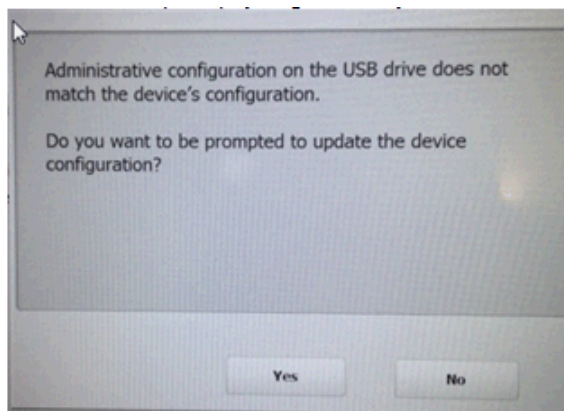 Administrative configuration on the USB drive does not
match the device's configuration.
Do you want to be prompted to update the device
configuration?
Yes
No